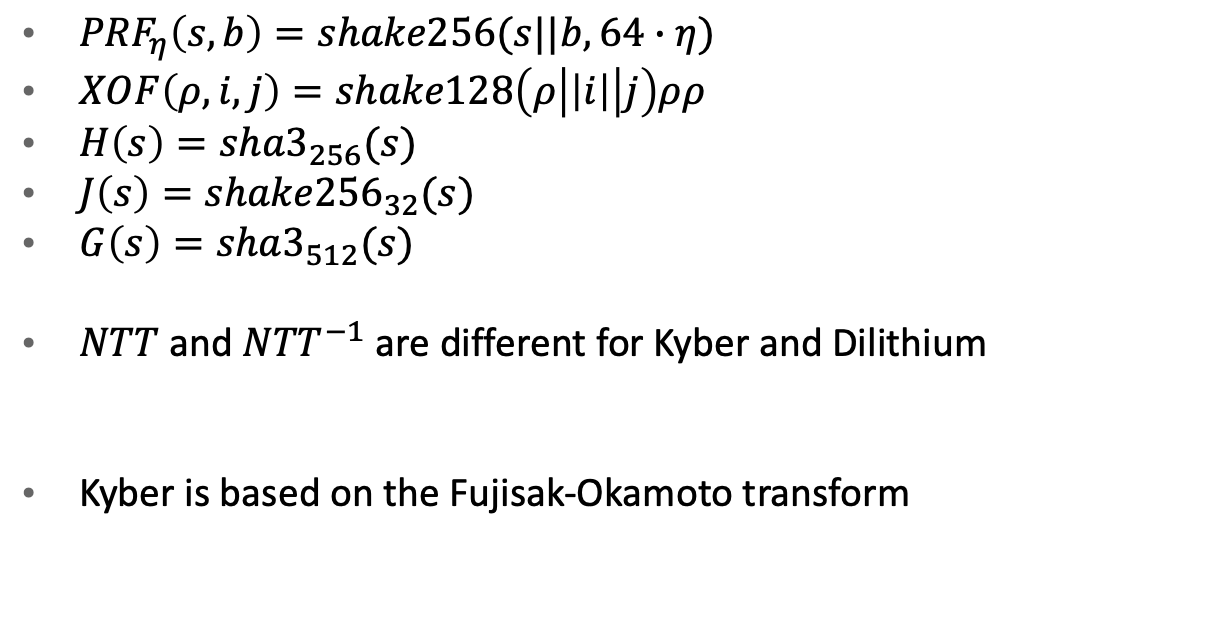 • PRF_η(s, b) = shake256(s||b, 64 · η)
• XOF(ρ, i, j) = shake128(ρ||i||j)ρρ
• H(s) = sha3_256(s)
• J(s) = shake256_32(s)
• G(s) = sha3_512(s)
• NTT and NTT⁻¹ are different for Kyber and Dilithium
• Kyber is based on the Fujisak-Okamoto transform